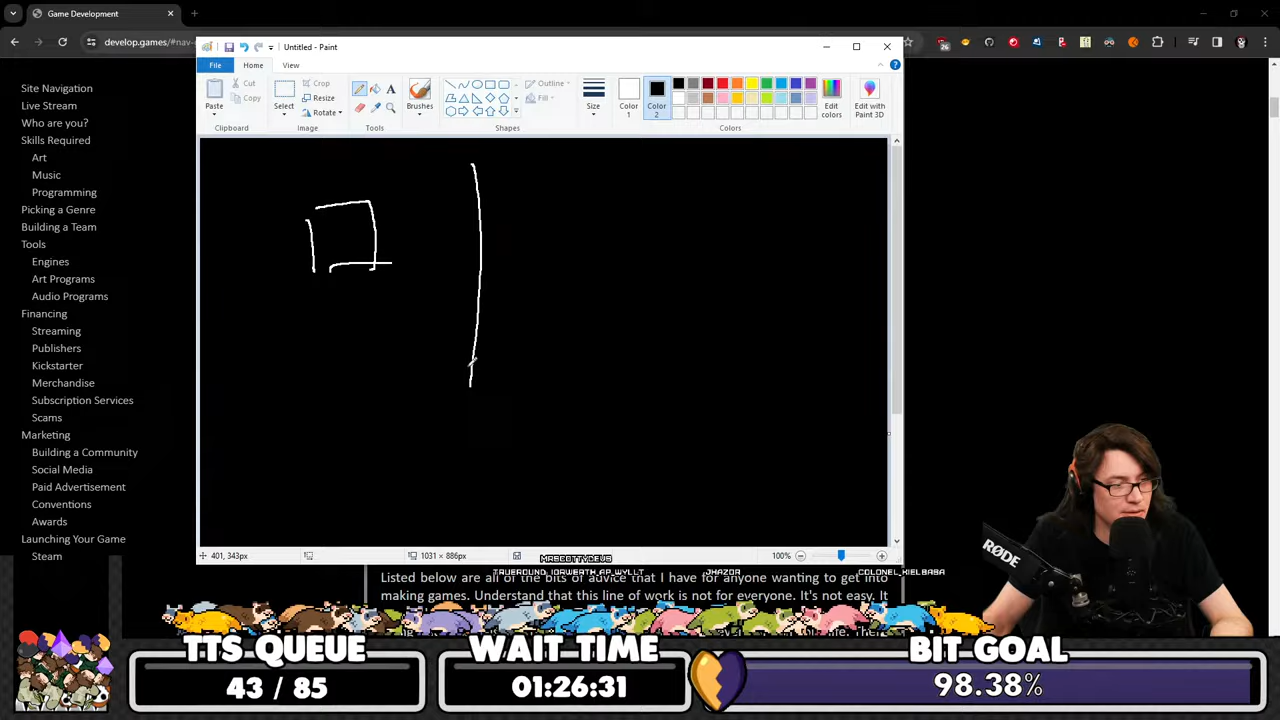 Game Development
develop.games/#nav-
Untitled - Paint
File
Home
View
Paste
Cut
Copy
Clipboard
Select
Crop
Resize
Rotate
Image
A
Tools
Brushes
Outline
Fill
Shapes
Size
Color
1
Color
2
Edit
colors
Edit with
Paint 3D
Colors
Site Navigation
Live Stream
Who are you?
Skills Required
Art
Music
Programming
Picking a Genre
Building a Team
Tools
Engines
Art Programs
Audio Programs
Financing
Streaming
Publishers
Kickstarter
Merchandise
Subscription Services
Scams
Marketing
Building a Community
Social Media
Paid Advertisement
Conventions
Awards
Launching Your Game
Steam
401, 343px
1031 × 886px
100%
MRSCOTTYDEVS
TRUEROUND_IORWERTH_AP_WYLLT
JHAZOR
COLONEL_KIELBABA
Listed below are all of the bits of advice that I have for anyone wanting to get into
making games. Understand that this line of work is not for everyone. It's not easy. It
RØDE
TTS QUEUE
43 / 85
WAIT TIME
01:26:31
BIT GOAL
98.38%